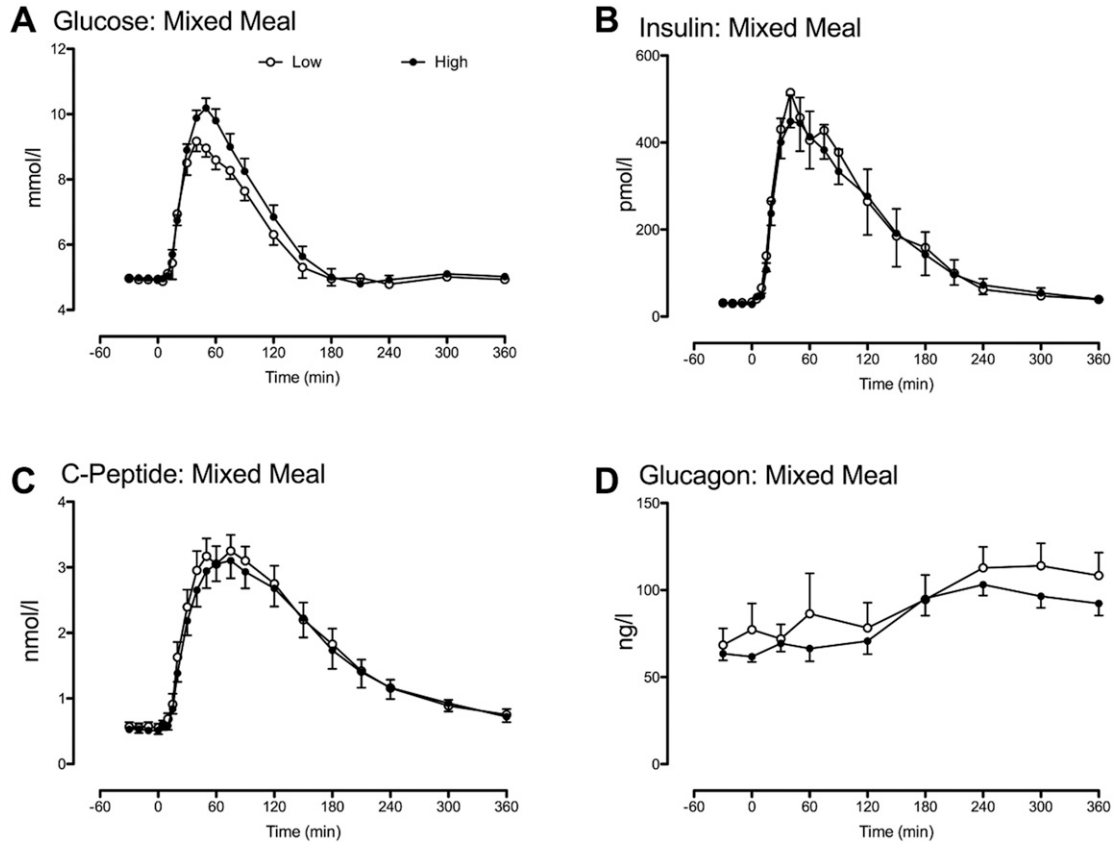 A Glucose: Mixed Meal
12
10
8
6
4
mmol/l
Low
High
-60 0 60 120 180 240 300 360
Time (min)
B Insulin: Mixed Meal
600
400
200
0
pmol/l
-60 0 60 120 180 240 300 360
Time (min)
C C-Peptide: Mixed Meal
4
3
2
1
0
nmol/l
-60 0 60 120 180 240 300 360
Time (min)
D Glucagon: Mixed Meal
150
100
50
0
ng/l
-60 0 60 120 180 240 300 360
Time (min)